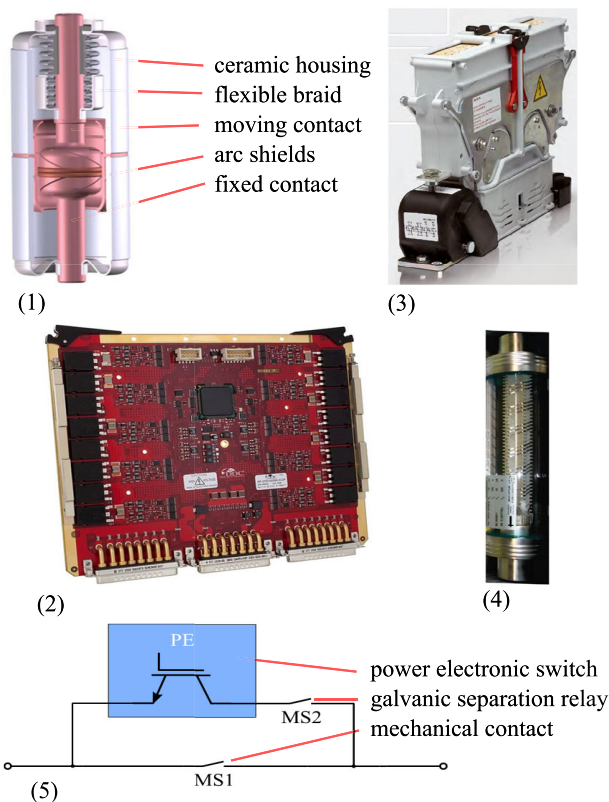 ceramic housing
flexible braid
moving contact
arc shields
fixed contact
(1)
(3)
(2)
(4)
PE
power electronic switch
galvanic separation relay
MS2
mechanical contact
MS1
(5)